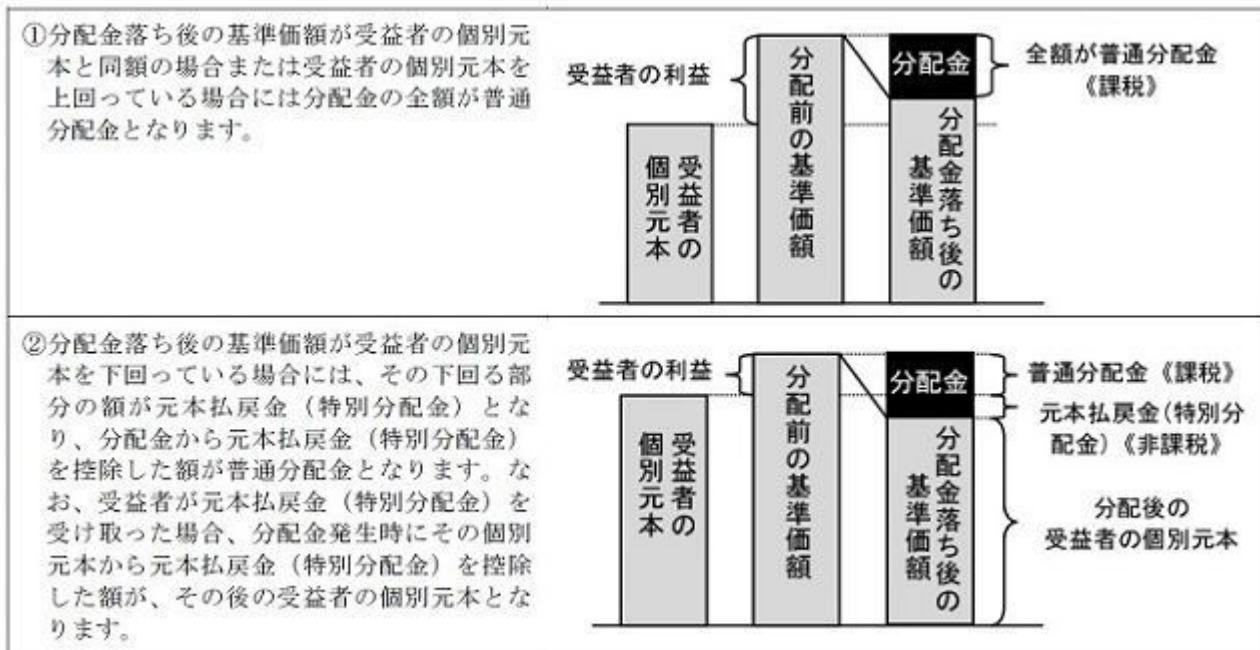 ①分配金落ち後の基準価額が受益者の個別元
本と同額の場合または受益者の個別元本を
上回っている場合には分配金の全額が普通
分配金となります。
受益者の利益
受益者の
個別元本
分配前の基準価額
分配金
分配金落ち後の
基準価額
全額が普通分配金
《課税》
②分配金落ち後の基準価額が受益者の個別元
本を下回っている場合には、その下回る部
分の額が元本払戻金（特別分配金）とな
り、分配金から元本払戻金（特別分配金）
を控除した額が普通分配金となります。な
お、受益者が元本払戻金（特別分配金）を
受け取った場合、分配金発生時にその個別
元本から元本払戻金（特別分配金）を控除
した額が、その後の受益者の個別元本とな
ります。
受益者の利益
受益者の
個別元本
分配前の基準価額
分配金
分配金落ち後の
基準価額
普通分配金《課税》
元本払戻金（特別分
配金）《非課税》
分配後の
受益者の個別元本